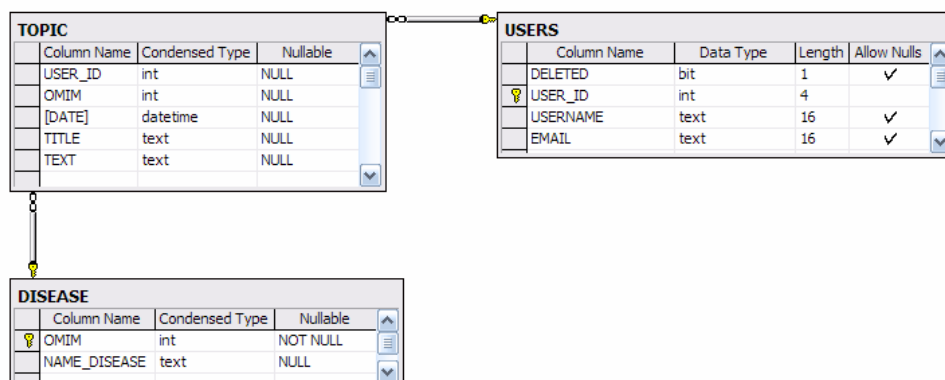 TOPIC
Column Name Condensed Type Nullable
USER_ID int NULL
OMIM int NULL
[DATE] datetime NULL
TITLE text NULL
TEXT text NULL
USERS
Column Name Data Type Length Allow Nulls
DELETED bit 1
USER_ID int 4
USERNAME text 16
EMAIL text 16
DISEASE
Column Name Condensed Type Nullable
OMIM int NOT NULL
NAME_DISEASE text NULL